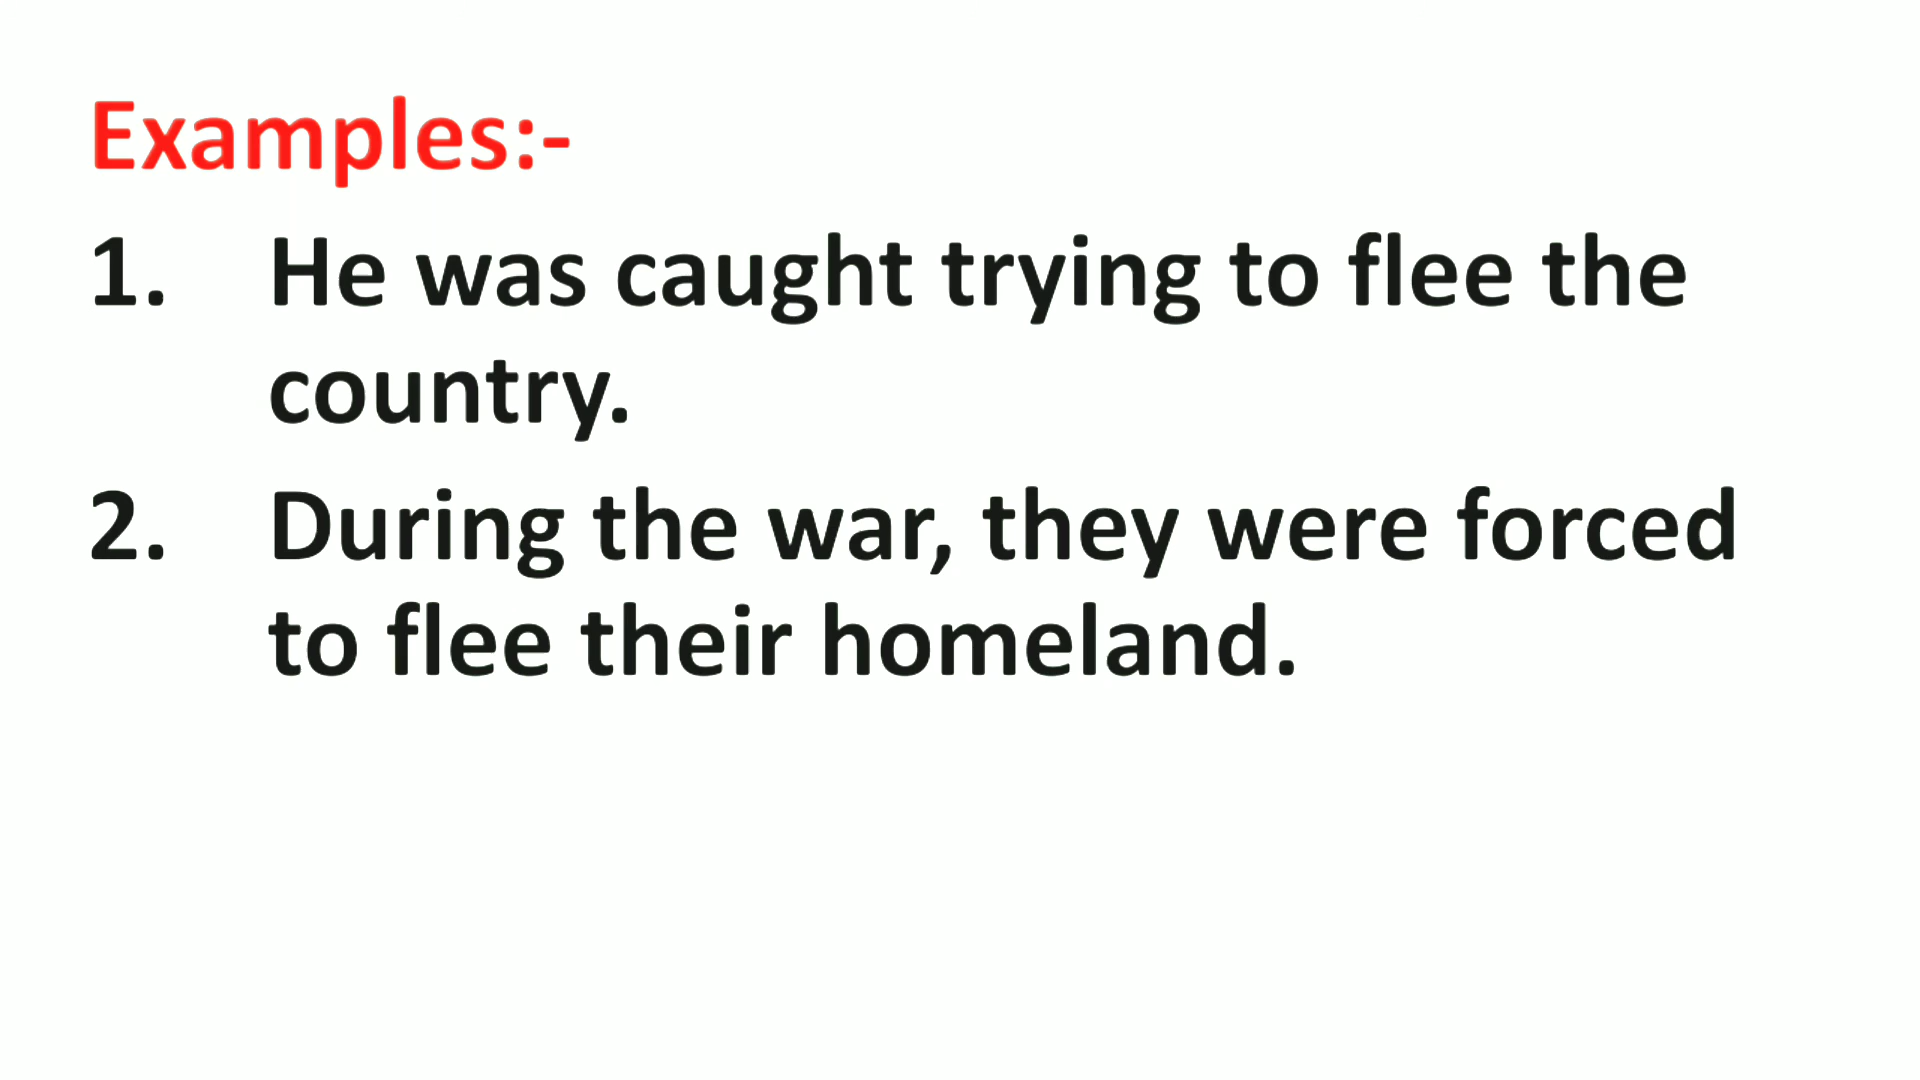 Examples:-
1. He was caught trying to flee the
country.
2. During the war, they were forced
to flee their homeland.